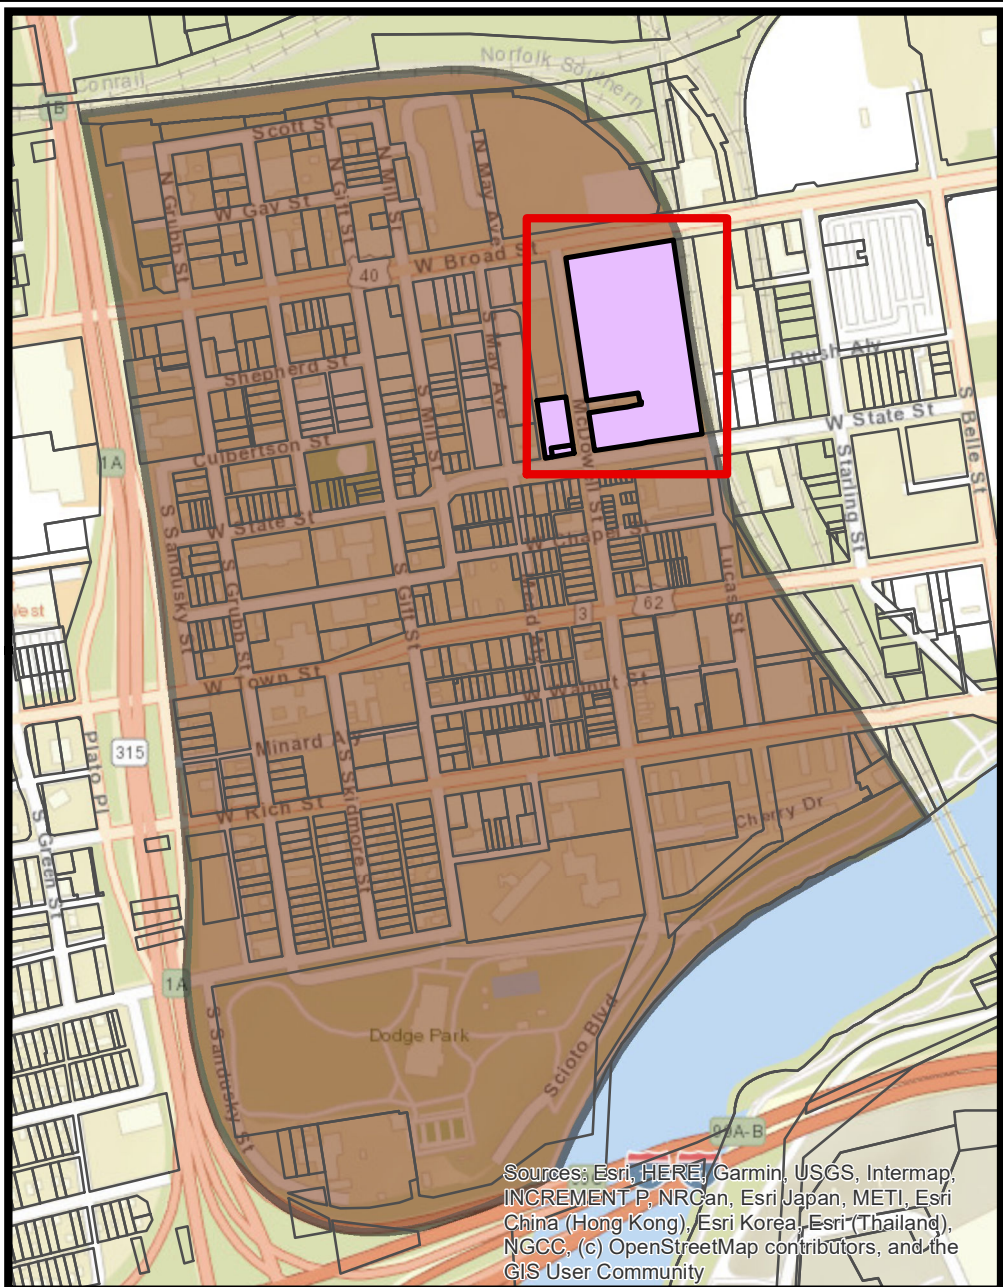 Conrail
Norfolk Southern
1B
Scott St
N Grubb St
N Gift St
N Mill St
N May Ave
W Gay St
W Broad St
40
Shepherd St
S May Ave
S Mill St
Culbertson St
1A
Rush Aly
W State St
S Belle St
Starling St
McDowell St
W State St
S Sandusky St
S Grubb St
S Gift St
W Chapel St
Mead Ave
Lucas St
3
62
West
W Town St
W Walnut St
Minard Aly
315
Plato Pl
S Skidmore St
W Rich St
Cherry Dr
S Green St
1A
S Sandusky St
Dodge Park
Scioto Blvd
99A-B
Sources: Esri, HERE, Garmin, USGS, Intermap,
INCREMENT P, NRCan, Esri Japan, METI, Esri
China (Hong Kong), Esri Korea, Esri (Thailand),
NGCC, (c) OpenStreetMap contributors, and the
GIS User Community